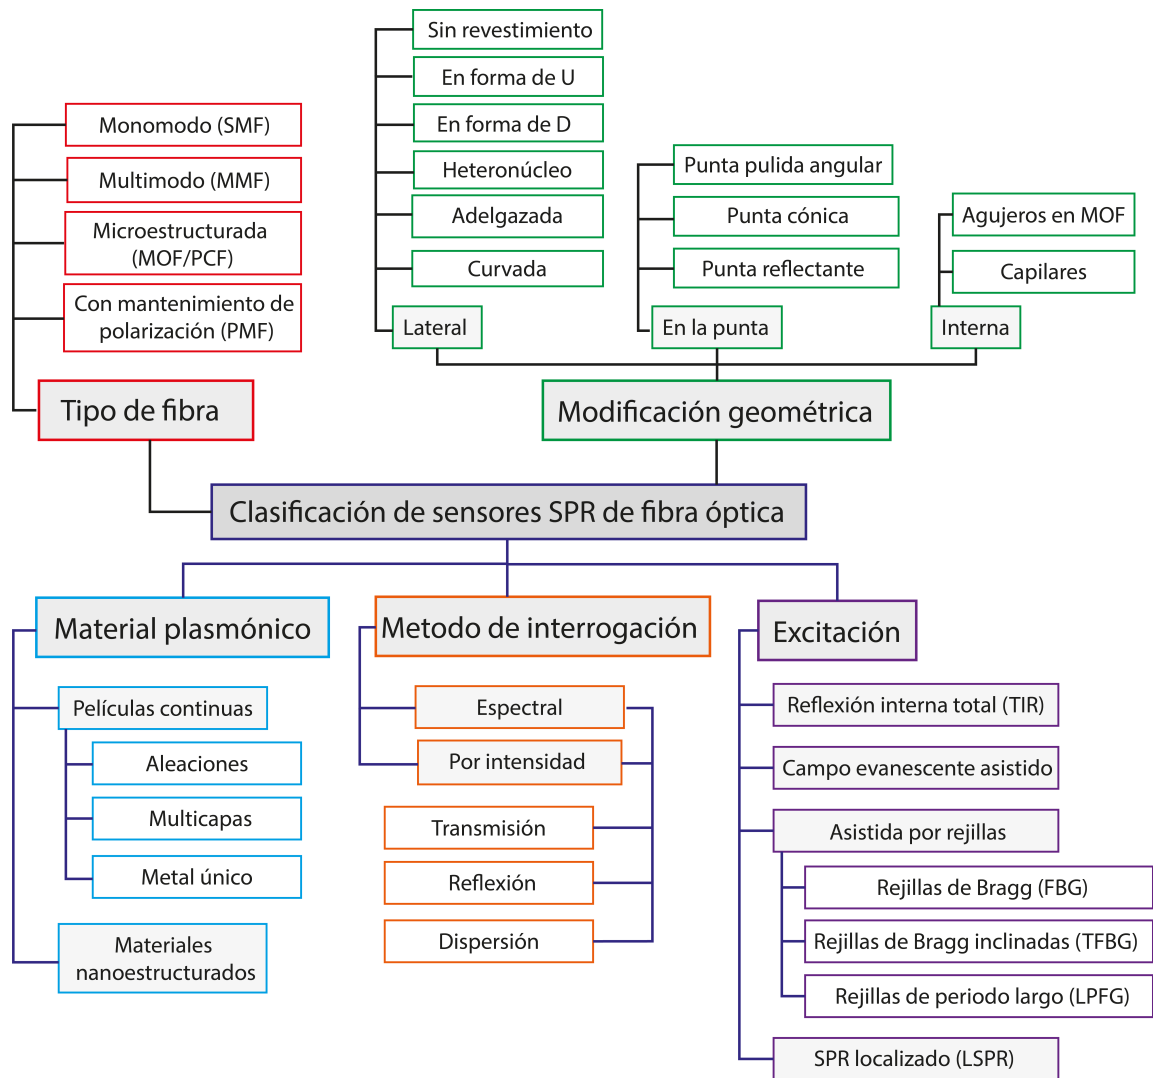 Sin revestimiento
En forma de U
En forma de D
Heteronúcleo
Adelgazada
Curvada
Lateral
Punta pulida angular
Punta cónica
Punta reflectante
En la punta
Agujeros en MOF
Capilares
Interna
Monomodo (SMF)
Multimodo (MMF)
Microestructurada
(MOF/PCF)
Con mantenimiento de
polarización (PMF)
Tipo de fibra
Modificación geométrica
Clasificación de sensores SPR de fibra óptica
Material plasmónico
Películas continuas
Aleaciones
Multicapas
Metal único
Materiales
nanoestructurados
Metodo de interrogación
Espectral
Por intensidad
Transmisión
Reflexión
Dispersión
Excitación
Reflexión interna total (TIR)
Campo evanescente asistido
Asistida por rejillas
Rejillas de Bragg (FBG)
Rejillas de Bragg inclinadas (TFBG)
Rejillas de periodo largo (LPFG)
SPR localizado (LSPR)